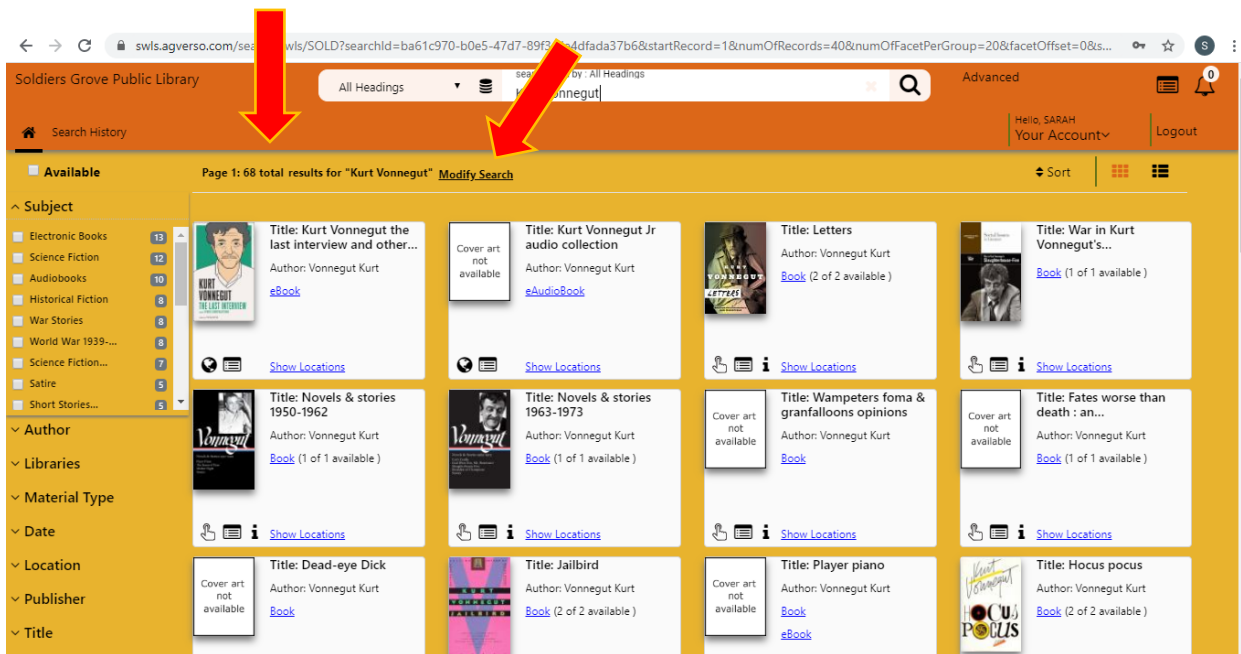 swls.agverso.com/sea
wls/SOLD?searchId=ba61c970-b0e5-47d7-89f3
4dfada37b6&startRecord=1&numOfRecords=40&numOfFacetPerGroup=20&facetOffset=0&s...
S
Soldiers Grove Public Library
All Headings
by : All Headings
onnegut
Advanced
0
Search History
Hello, SARAH
Your Account
Logout
Available
Page 1: 68 total results for "Kurt Vonnegut" Modify Search
Sort
Subject
Electronic Books 13
Science Fiction 12
Audiobooks 10
Historical Fiction 8
War Stories 8
World War 1939-... 8
Science Fiction... 7
Satire 5
Short Stories... 5
Author
Libraries
Material Type
Date
Location
Publisher
Title
KURT
VONNEGUT
THE LAST INTERVIEW
Title: Kurt Vonnegut the
last interview and other...
Author: Vonnegut Kurt
eBook
Show Locations
Cover art
not
available
Title: Kurt Vonnegut Jr
audio collection
Author: Vonnegut Kurt
eAudioBook
Show Locations
KURT
VONNEGUT
LETTERS
Title: Letters
Author: Vonnegut Kurt
Book (2 of 2 available )
i Show Locations
Title: War in Kurt
Vonnegut's...
Book (1 of 1 available )
i Show Locations
Vonnegut
Title: Novels & stories
1950-1962
Author: Vonnegut Kurt
Book (1 of 1 available )
i Show Locations
Vonnegut
Title: Novels & stories
1963-1973
Author: Vonnegut Kurt
Book (1 of 1 available )
i Show Locations
Cover art
not
available
Title: Wampeters foma &
granfalloons opinions
Author: Vonnegut Kurt
Book
i Show Locations
Cover art
not
available
Title: Fates worse than
death : an...
Author: Vonnegut Kurt
Book (1 of 1 available )
i Show Locations
Cover art
not
available
Title: Dead-eye Dick
Author: Vonnegut Kurt
Book
KURT
VONNEGUT
JAILBIRD
Title: Jailbird
Author: Vonnegut Kurt
Book (2 of 2 available )
Cover art
not
available
Title: Player piano
Author: Vonnegut Kurt
Book
eBook
Kurt
Vonnegut
HOCUS
POCUS
Title: Hocus pocus
Author: Vonnegut Kurt
Book (2 of 2 available )